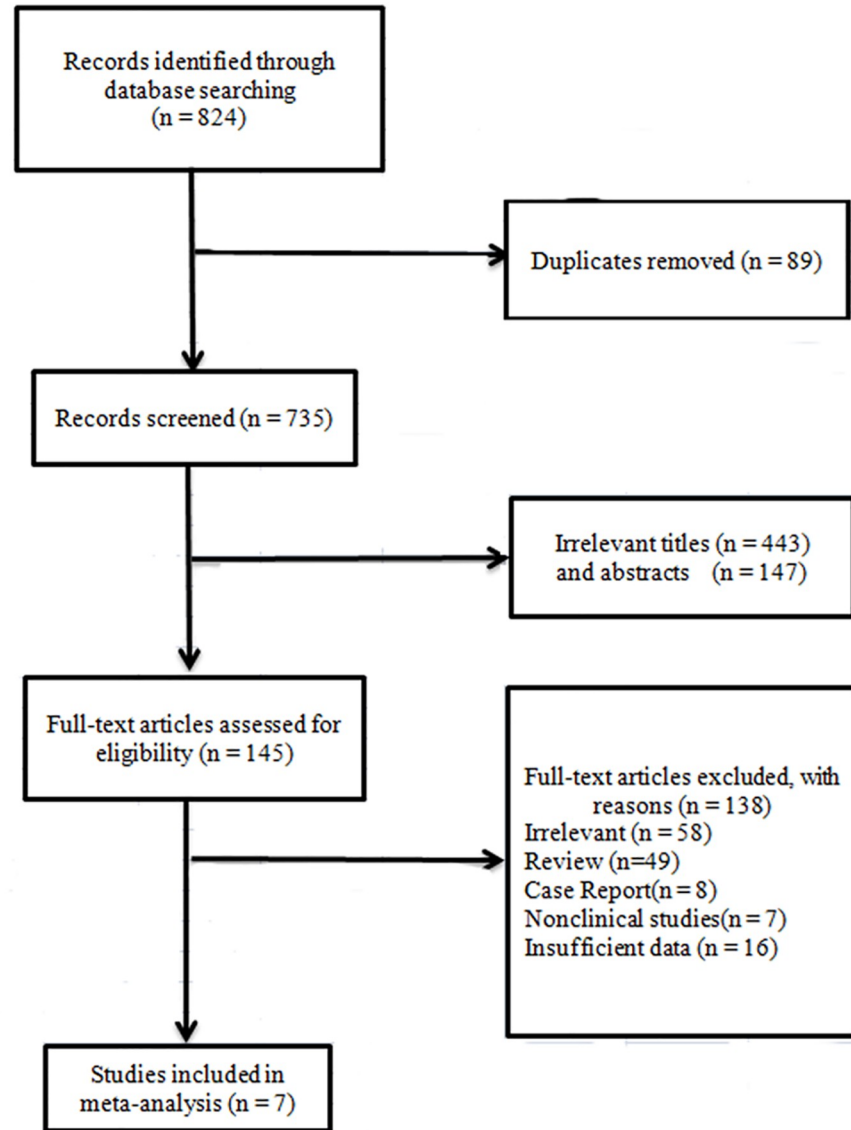 Records identified through
database searching
(n = 824)
Duplicates removed (n = 89)
Records screened (n = 735)
Irrelevant titles (n = 443)
and abstracts (n = 147)
Full-text articles assessed for
eligibility (n = 145)
Full-text articles excluded, with
reasons (n = 138)
Irrelevant (n = 58)
Review (n=49)
Case Report(n = 8)
Nonclinical studies(n = 7)
Insufficient data (n = 16)
Studies included in
meta-analysis (n = 7)